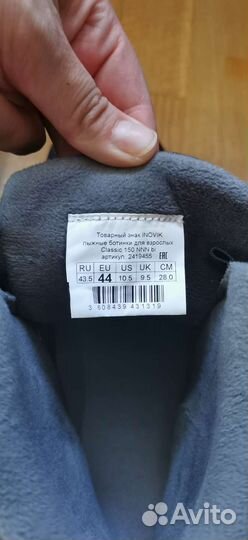 Товарный знак INOVIK
лыжные ботинки для взрослых
Classic 150 NNN bl
артикул: 2419455 EAC
RU EU US UK CM
43.5 44 10.5 9.5 28.0
3 608439 431319
Avito